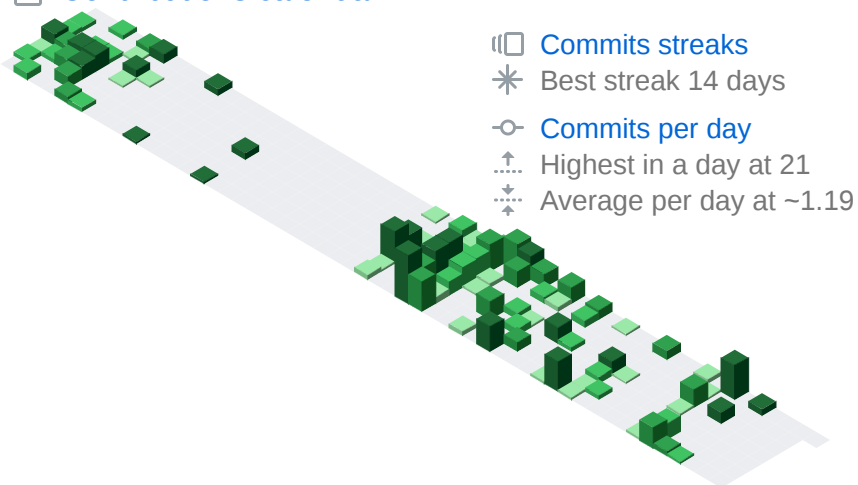 Commits streaks
Best streak 14 days
Commits per day
Highest in a day at 21
Average per day at ~1.19